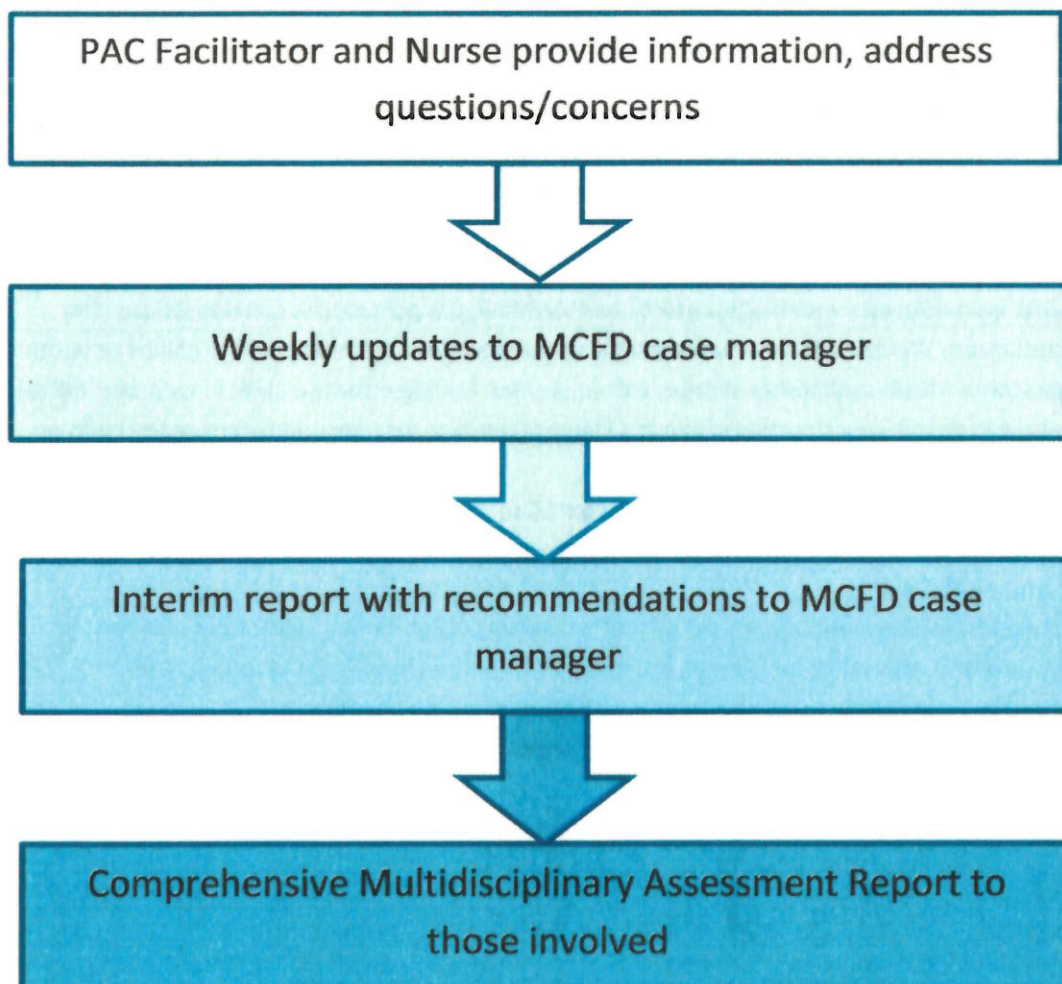 PAC Facilitator and Nurse provide information, address
questions/concerns
Weekly updates to MCFD case manager
Interim report with recommendations to MCFD case
manager
Comprehensive Multidisciplinary Assessment Report to
those involved